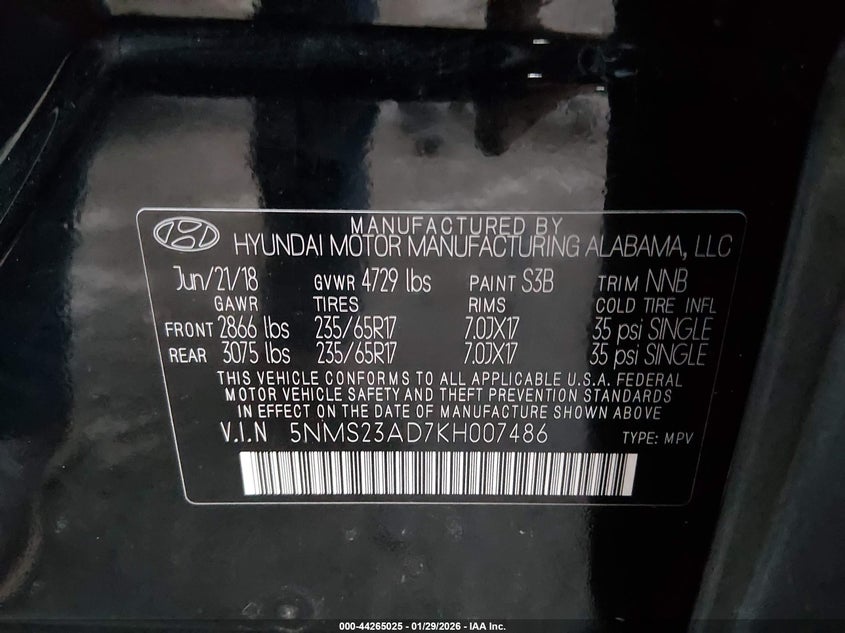 MANUFACTURED BY
HYUNDAI MOTOR MANUFACTURING ALABAMA, LLC
Jun/21/18 GVWR 4729 lbs PAINT S3B TRIM NNB
GAWR TIRES RIMS COLD TIRE INFL
FRONT 2866 lbs 235/65R17 7.0JX17 35 psi SINGLE
REAR 3075 lbs 235/65R17 7.0JX17 35 psi SINGLE
THIS VEHICLE CONFORMS TO ALL APPLICABLE U.S.A. FEDERAL
MOTOR VEHICLE SAFETY AND THEFT PREVENTION STANDARDS
IN EFFECT ON THE DATE OF MANUFACTURE SHOWN ABOVE
V.I.N 5NMS23AD7KH007486 TYPE: MPV
000-44265025 - 01/29/2026 - IAA Inc.